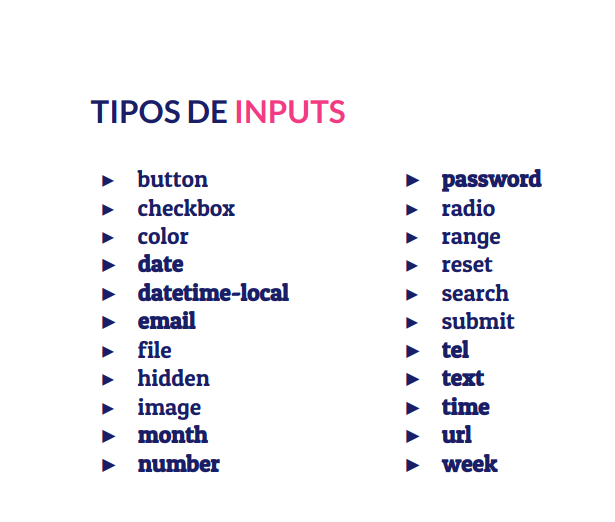 TIPOS DE INPUTS
► button
► checkbox
► color
► date
► datetime-local
► email
► file
► hidden
► image
► month
► number
► password
► radio
► range
► reset
► search
► submit
► tel
► text
► time
► url
► week